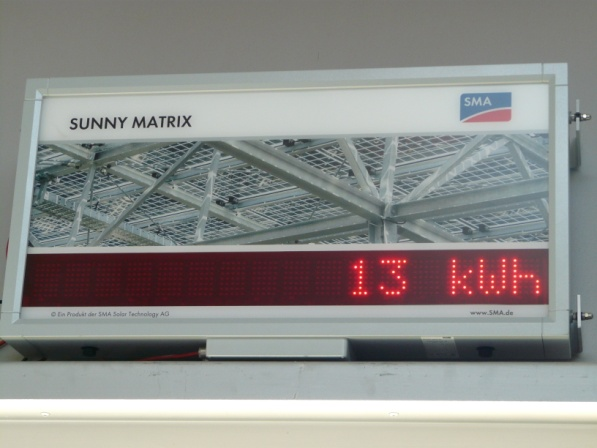 SUNNY MATRIX
SMA
13 kWh
© Ein Produkt der SMA Solar Technology AG
www.SMA.de